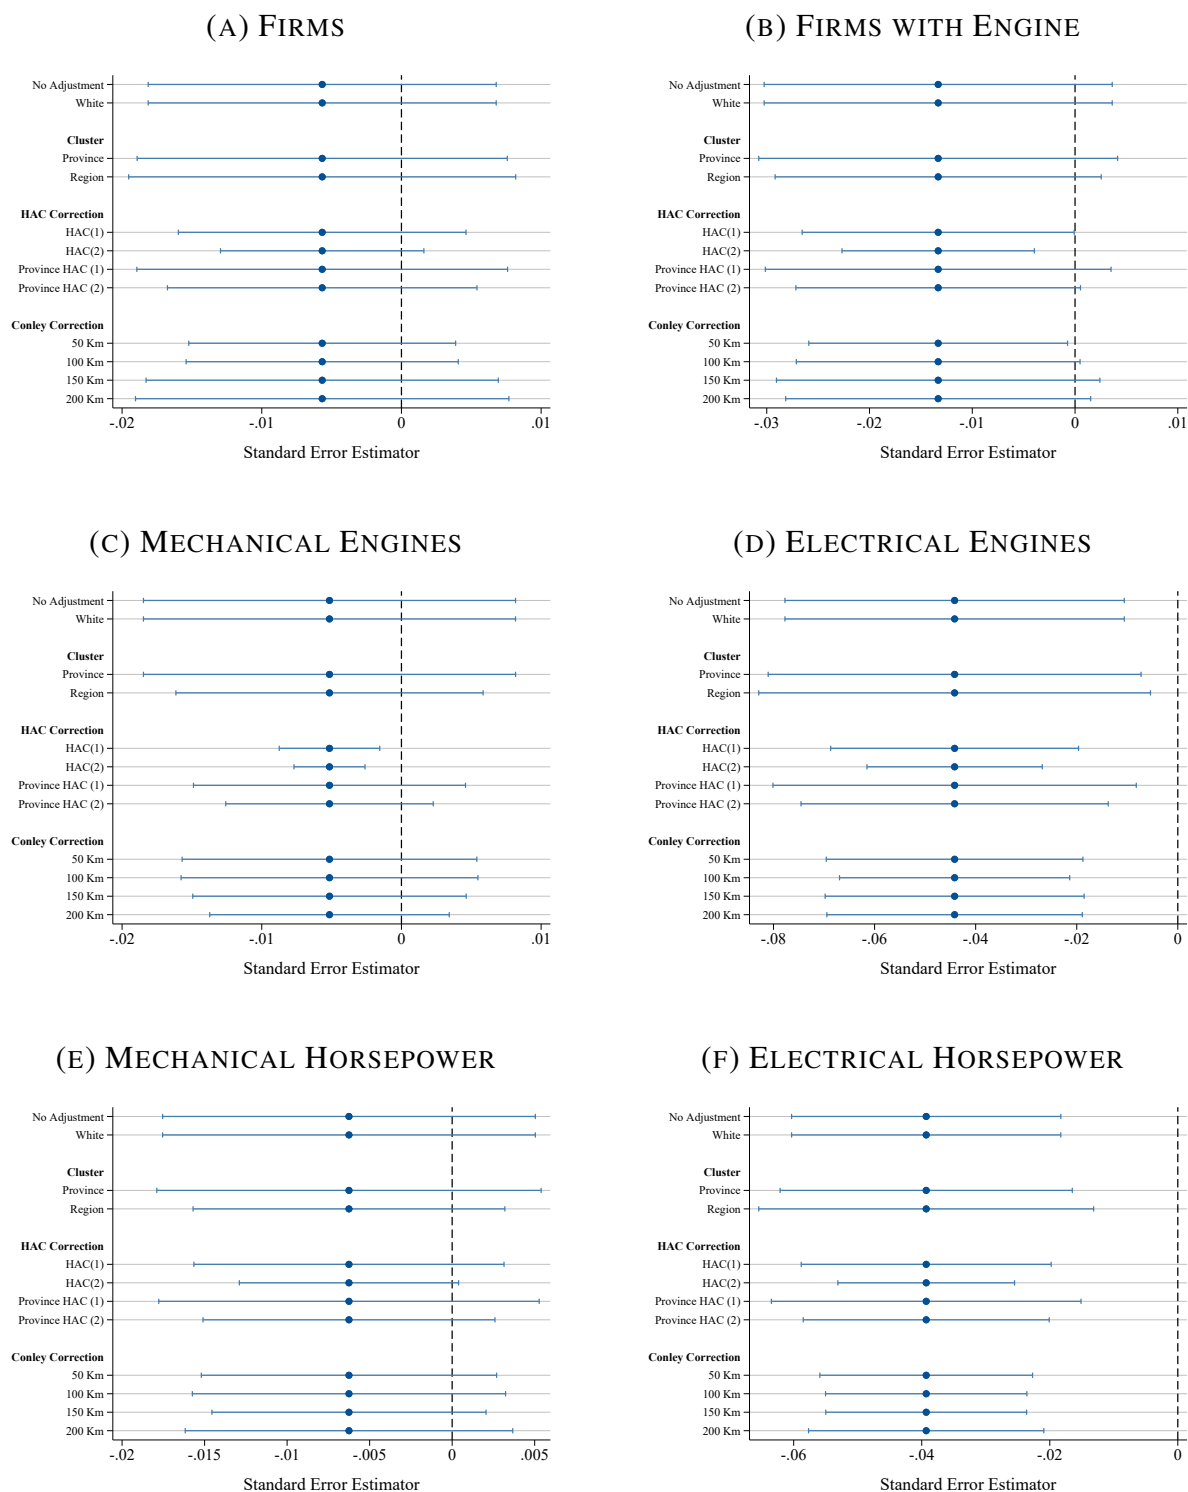 (A) FIRMS
No Adjustment
White
Cluster
Province
Region
HAC Correction
HAC(1)
HAC(2)
Province HAC (1)
Province HAC (2)
Conley Correction
50 Km
100 Km
150 Km
200 Km
-.02 -.01 0 .01
Standard Error Estimator
(B) FIRMS WITH ENGINE
No Adjustment
White
Cluster
Province
Region
HAC Correction
HAC(1)
HAC(2)
Province HAC (1)
Province HAC (2)
Conley Correction
50 Km
100 Km
150 Km
200 Km
-.03 -.02 -.01 0 .01
Standard Error Estimator
(C) MECHANICAL ENGINES
No Adjustment
White
Cluster
Province
Region
HAC Correction
HAC(1)
HAC(2)
Province HAC (1)
Province HAC (2)
Conley Correction
50 Km
100 Km
150 Km
200 Km
-.02 -.01 0 .01
Standard Error Estimator
(D) ELECTRICAL ENGINES
No Adjustment
White
Cluster
Province
Region
HAC Correction
HAC(1)
HAC(2)
Province HAC (1)
Province HAC (2)
Conley Correction
50 Km
100 Km
150 Km
200 Km
-.08 -.06 -.04 -.02 0
Standard Error Estimator
(E) MECHANICAL HORSEPOWER
No Adjustment
White
Cluster
Province
Region
HAC Correction
HAC(1)
HAC(2)
Province HAC (1)
Province HAC (2)
Conley Correction
50 Km
100 Km
150 Km
200 Km
-.02 -.015 -.01 -.005 0 .005
Standard Error Estimator
(F) ELECTRICAL HORSEPOWER
No Adjustment
White
Cluster
Province
Region
HAC Correction
HAC(1)
HAC(2)
Province HAC (1)
Province HAC (2)
Conley Correction
50 Km
100 Km
150 Km
200 Km
-.06 -.04 -.02 0
Standard Error Estimator